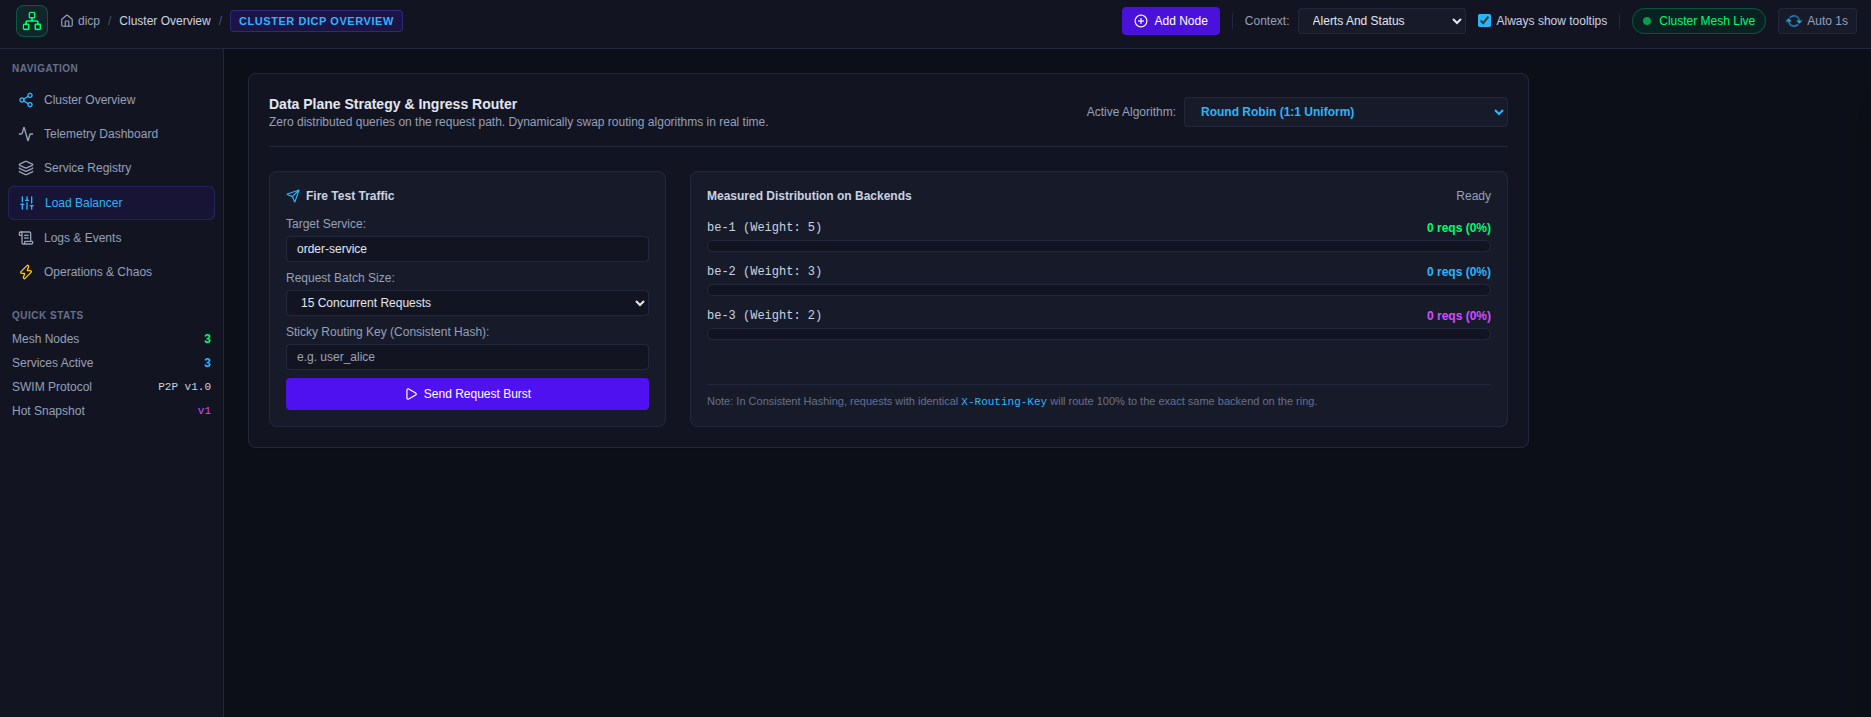 dicp / Cluster Overview / CLUSTER DICP OVERVIEW
Add Node
Context: Alerts And Status
Always show tooltips
Cluster Mesh Live
Auto 1s
NAVIGATION
Cluster Overview
Telemetry Dashboard
Service Registry
Load Balancer
Logs & Events
Operations & Chaos
QUICK STATS
Mesh Nodes 3
Services Active 3
SWIM Protocol P2P v1.0
Hot Snapshot v1
Data Plane Strategy & Ingress Router
Zero distributed queries on the request path. Dynamically swap routing algorithms in real time.
Active Algorithm: Round Robin (1:1 Uniform)
Fire Test Traffic
Target Service:
order-service
Request Batch Size:
15 Concurrent Requests
Sticky Routing Key (Consistent Hash):
e.g. user_alice
Send Request Burst
Measured Distribution on Backends Ready
be-1 (Weight: 5) 0 reqs (0%)
be-2 (Weight: 3) 0 reqs (0%)
be-3 (Weight: 2) 0 reqs (0%)
Note: In Consistent Hashing, requests with identical X-Routing-Key will route 100% to the exact same backend on the ring.